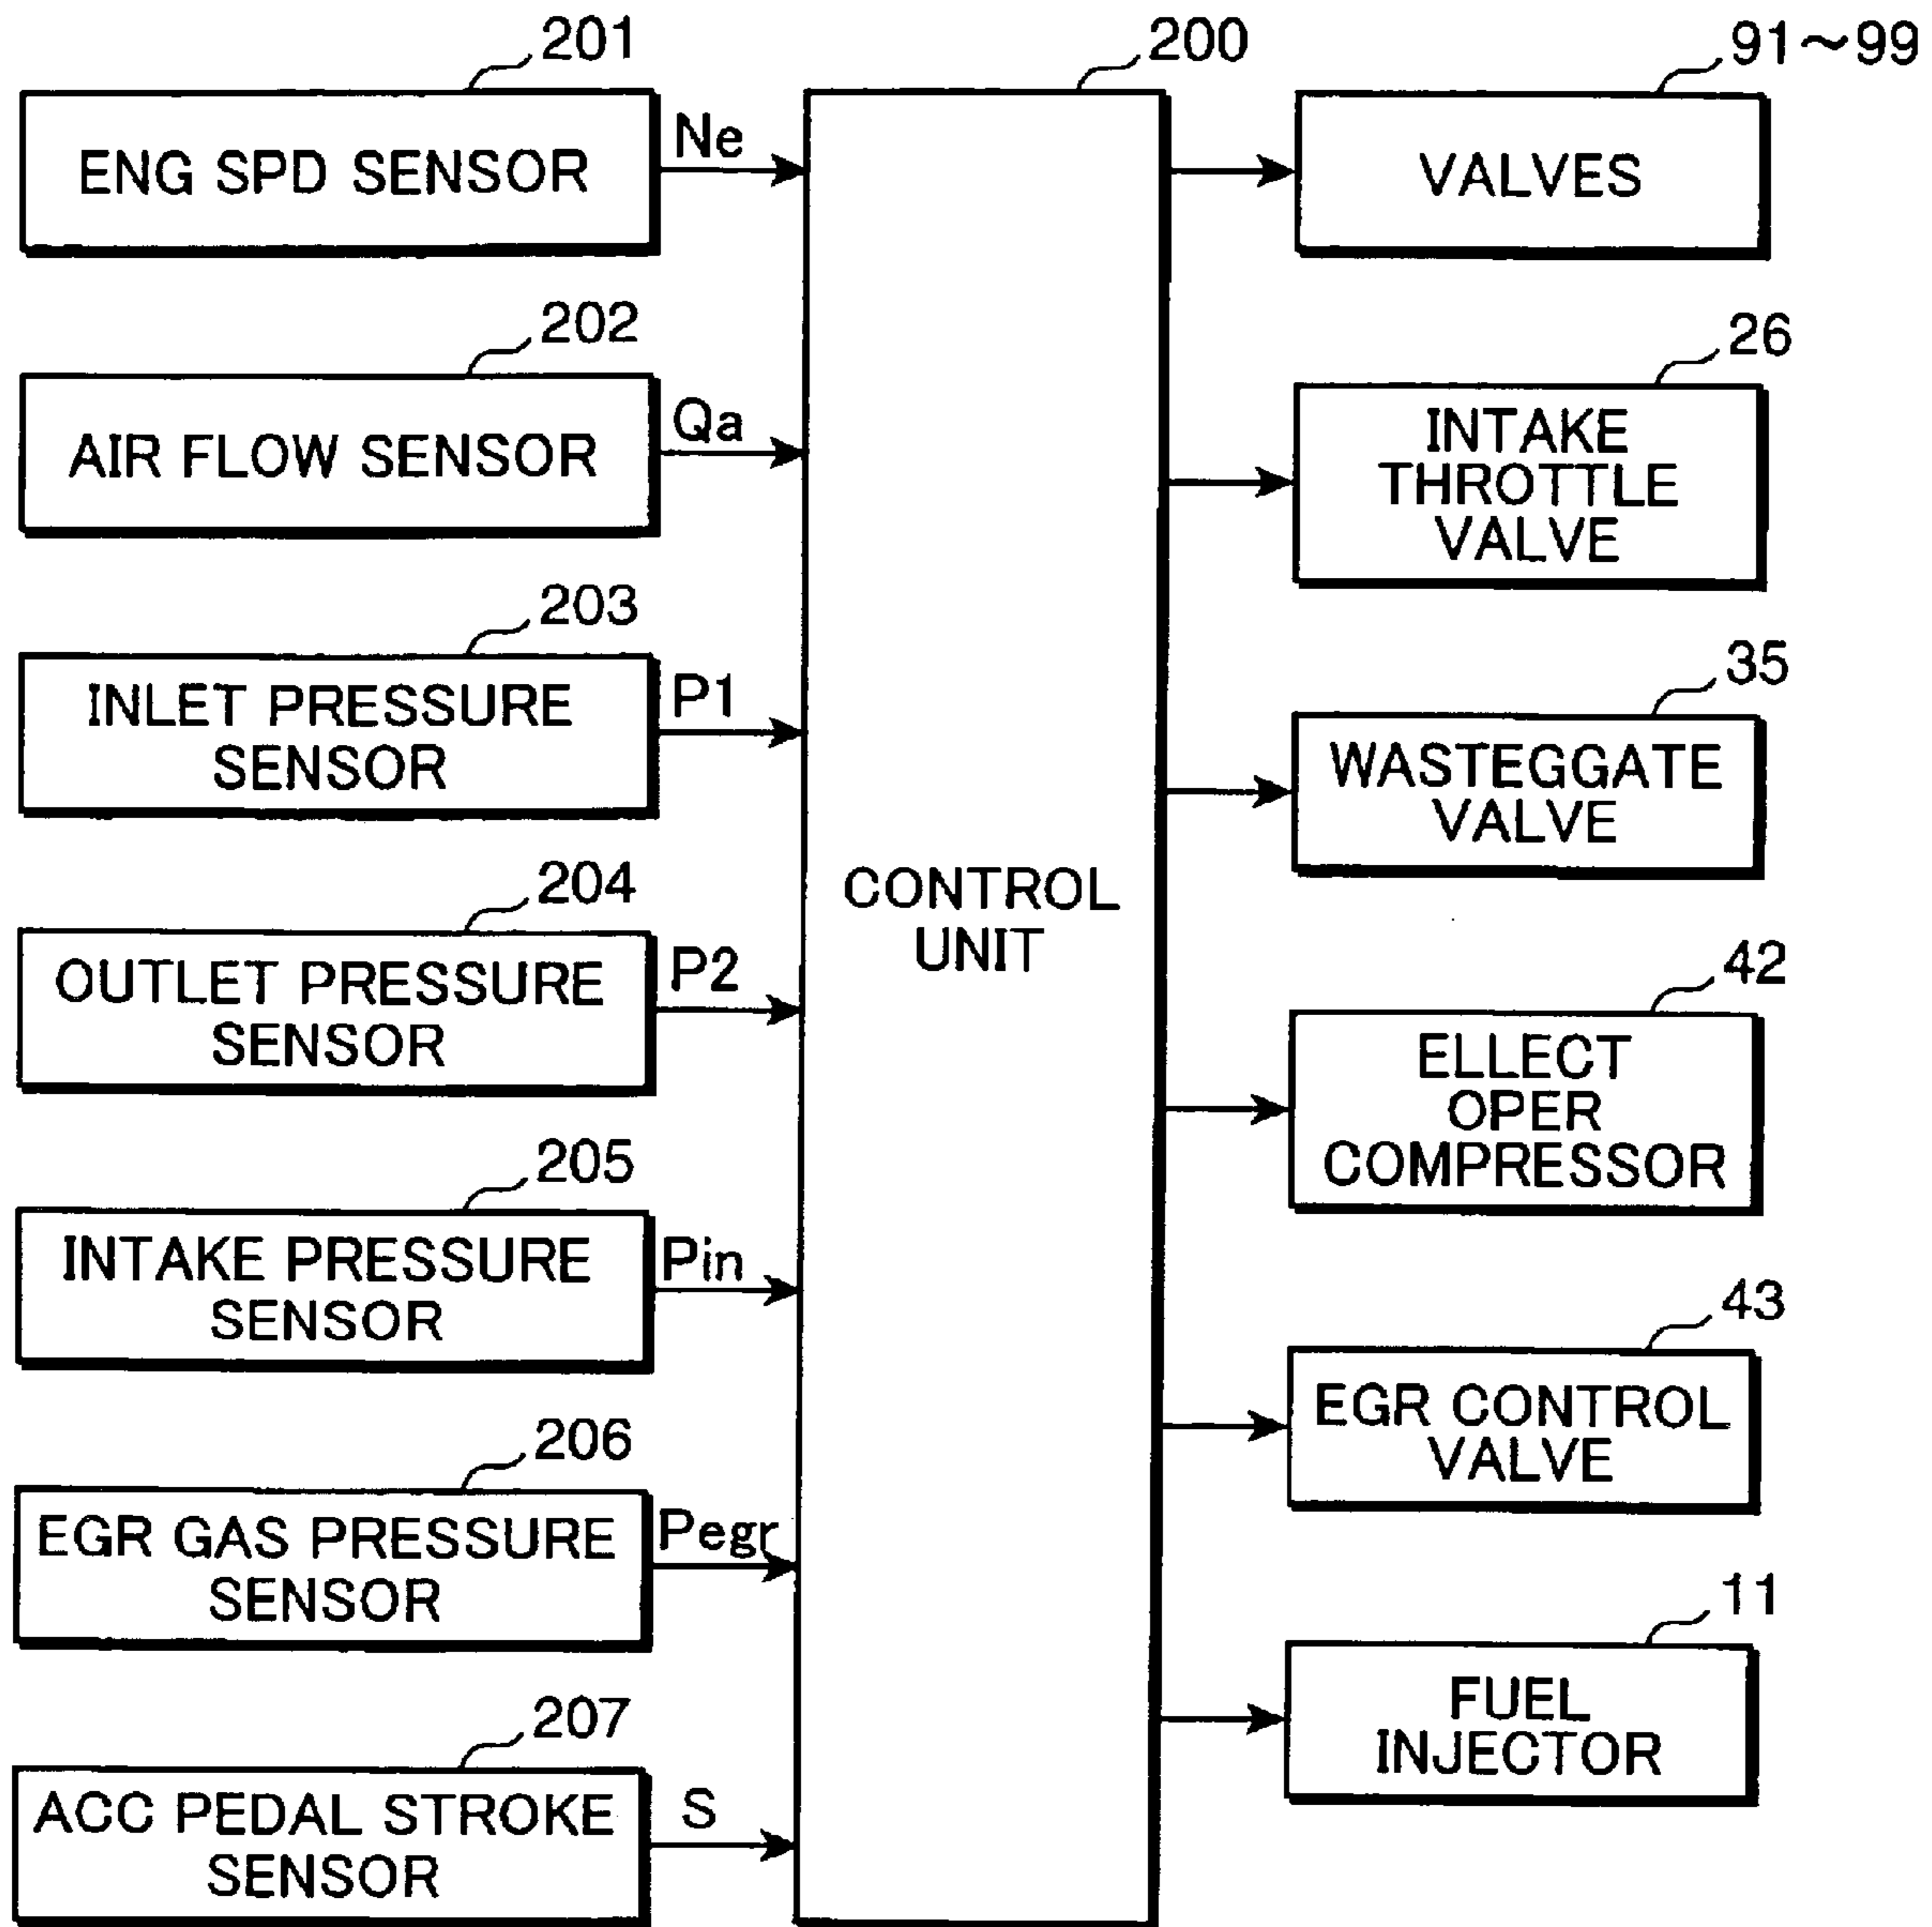 201
ENG SPD SENSOR
Ne
202
AIR FLOW SENSOR
Qa
203
INLET PRESSURE
SENSOR
P1
204
OUTLET PRESSURE
SENSOR
P2
205
INTAKE PRESSURE
SENSOR
Pin
206
EGR GAS PRESSURE
SENSOR
Pegr
207
ACC PEDAL STROKE
SENSOR
S
200
CONTROL
UNIT
91~99
VALVES
26
INTAKE
THROTTLE
VALVE
35
WASTEGGATE
VALVE
42
ELLECT
OPER
COMPRESSOR
43
EGR CONTROL
VALVE
11
FUEL
INJECTOR